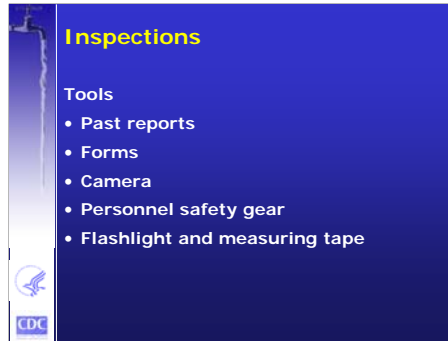 Inspections
Tools
• Past reports
• Forms
• Camera
• Personnel safety gear
• Flashlight and measuring tape
CDC